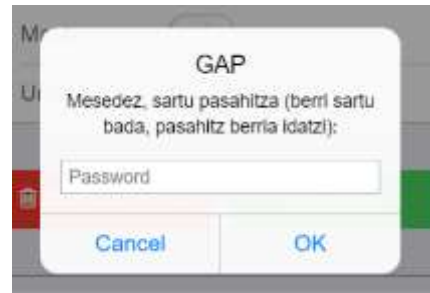 GAP
Mesedez, sartu pasahitza (berri sartu
bada, pasahitz berria idatzi):
Password
Cancel
OK